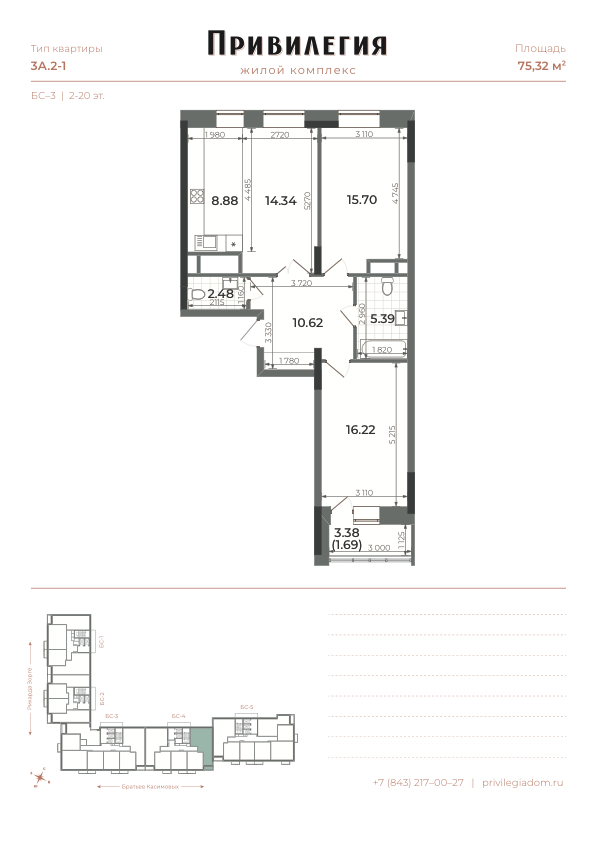 Тип квартиры
3А.2-1
Привилегия
жилой комплекс
Площадь
75,32 м²
БС–3 | 2-20 эт.
1 980
2720
3 110
4 485
5270
4 745
8.88
14.34
15.70
2.48
2115
1 160
3 720
10.62
3 330
1 780
2 960
5.39
1 820
16.22
5 215
3 110
3.38
(1.69)
3 000
1 125
БС-1
Рихарда Зорге
БС-2
БС-3
БС-4
БС-5
Братьев Касимовых
+7 (843) 217–00–27 | privilegiadom.ru